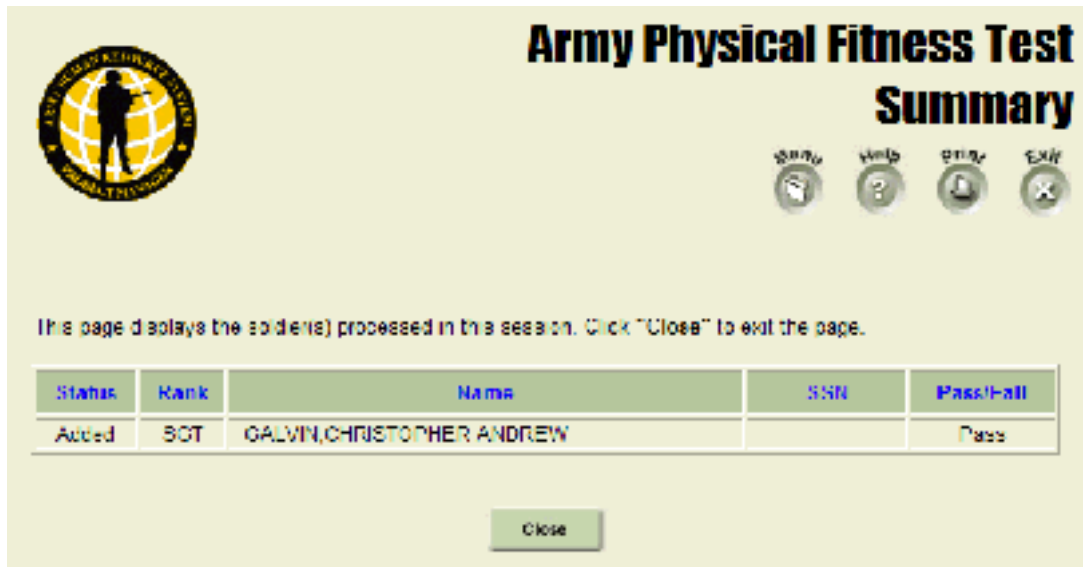 Army Physical Fitness Test
Summary
Menu Help Print Exit
This page displays the soldier(s) processed in this session. Click "Close" to exit the page.
Status Rank Name SSN Pass/Fail
Added SGT GALVIN,CHRISTOPHER ANDREW Pass
Close